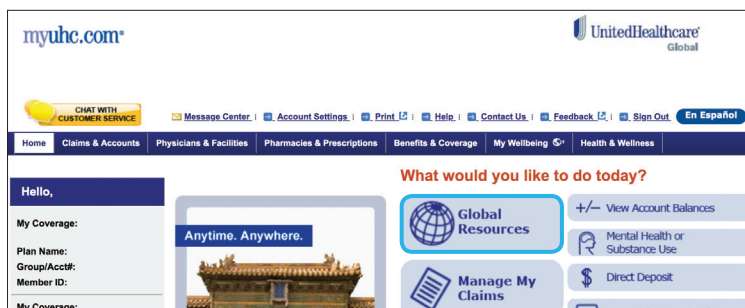 myuhc.com®
UnitedHealthcare®
Global
CHAT WITH
CUSTOMER SERVICE
Message Center
Account Settings
Print
Help
Contact Us
Feedback
Sign Out
En Español
Home
Claims & Accounts
Physicians & Facilities
Pharmacies & Prescriptions
Benefits & Coverage
My Wellbeing
Health & Wellness
What would you like to do today?
Hello,
My Coverage:
Plan Name:
Group/Acct#:
Member ID:
My Coverage:
Anytime. Anywhere.
Global
Resources
Manage My
Claims
+/− View Account Balances
Mental Health or
Substance Use
$ Direct Deposit